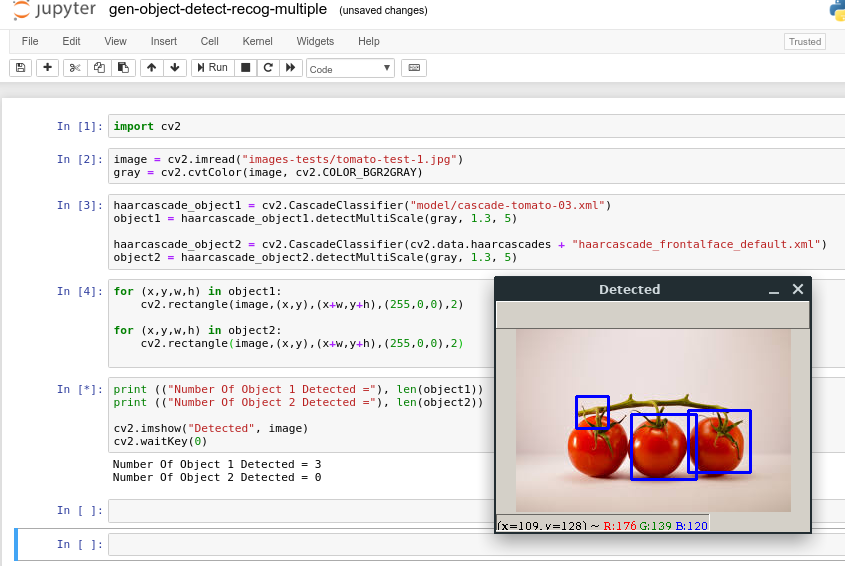 jupyter gen-object-detect-recog-multiple (unsaved changes)
File Edit View Insert Cell Kernel Widgets Help Trusted
Run Code
In [1]: import cv2
In [2]: image = cv2.imread("images-tests/tomato-test-1.jpg")
gray = cv2.cvtColor(image, cv2.COLOR_BGR2GRAY)
In [3]: haarcascade_object1 = cv2.CascadeClassifier("model/cascade-tomato-03.xml")
object1 = haarcascade_object1.detectMultiScale(gray, 1.3, 5)
haarcascade_object2 = cv2.CascadeClassifier(cv2.data.haarcascades + "haarcascade_frontalface_default.xml")
object2 = haarcascade_object2.detectMultiScale(gray, 1.3, 5)
In [4]: for (x,y,w,h) in object1:
cv2.rectangle(image,(x,y),(x+w,y+h),(255,0,0),2)
for (x,y,w,h) in object2:
cv2.rectangle(image,(x,y),(x+w,y+h),(255,0,0),2)
In [*]: print (("Number Of Object 1 Detected ="), len(object1))
print (("Number Of Object 2 Detected ="), len(object2))
cv2.imshow("Detected", image)
cv2.waitKey(0)
Number Of Object 1 Detected = 3
Number Of Object 2 Detected = 0
In [ ]:
In [ ]:
Detected
(x=109, y=128) ~ R:176 G:139 B:120